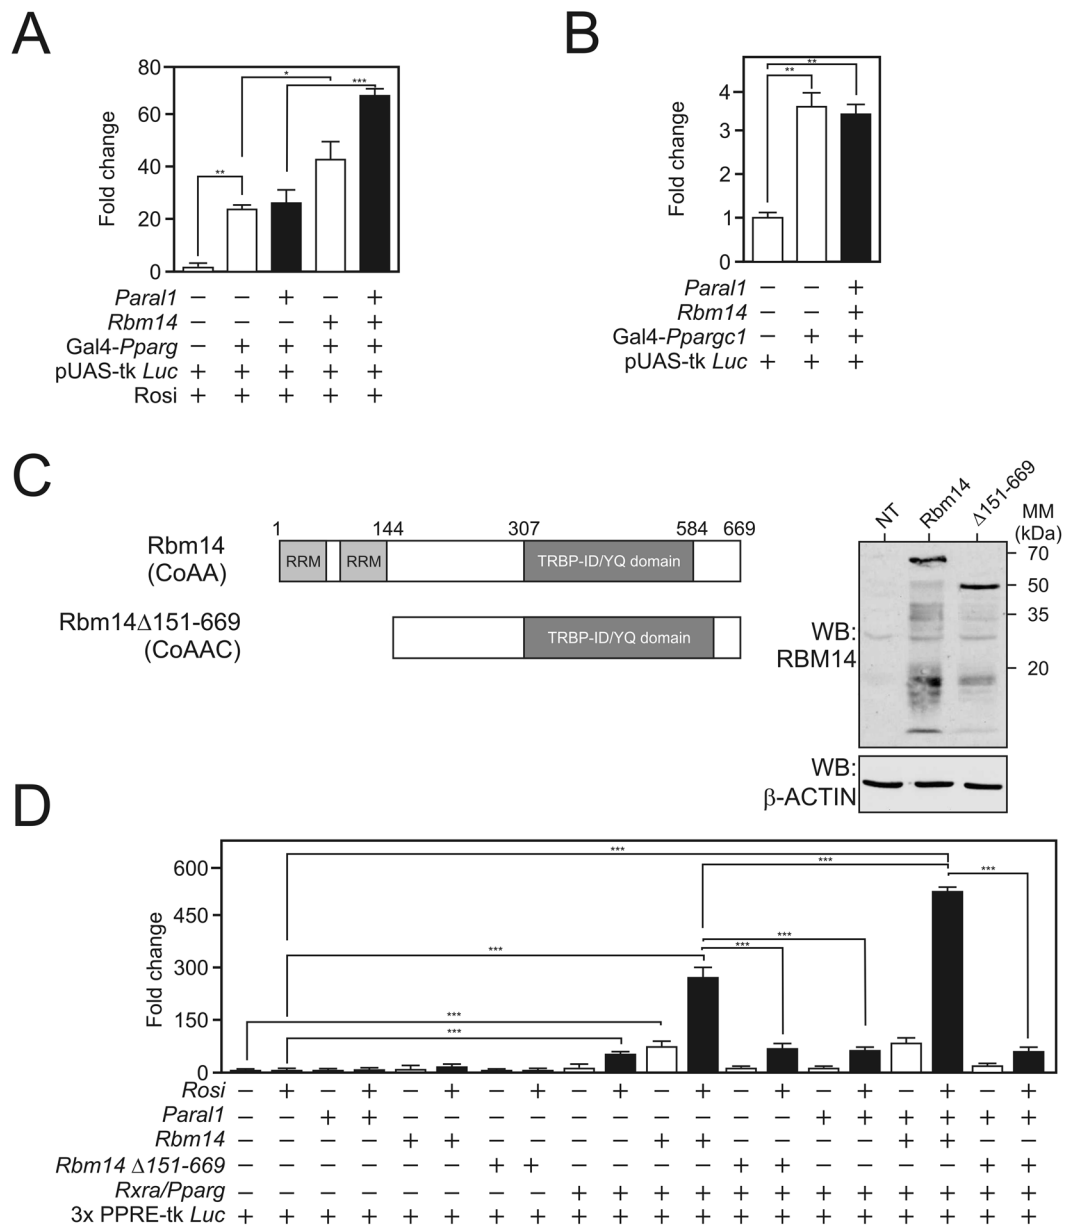 A
Fold change
80
60
40
20
0
*
***
**
Paral1 – – + – +
Rbm14 – – – + +
Gal4-Pparg – + + + +
pUAS-tk Luc + + + + +
Rosi + + + + +
B
Fold change
4
3
2
1
0
**
**
Paral1 – – +
Rbm14 – – +
Gal4-Ppargc1 – + +
pUAS-tk Luc + + +
C
1 144 307 584 669
Rbm14
(CoAA)
RRM RRM TRBP-ID/YQ domain
Rbm14Δ151-669
(CoAAC)
TRBP-ID/YQ domain
NT Rbm14 Δ151-669
MM
(kDa)
70
50
35
20
WB:
RBM14
WB:
β-ACTIN
D
Fold change
600
450
300
150
0
***
***
***
***
***
***
***
***
Rosi – + – + – + – + – + – + – + – + – + – +
Paral1 – – + + – – – – – – – – – – + + + + + +
Rbm14 – – – – + + – – – – + + – – – – + + – –
Rbm14 Δ151-669 – – – – – – + + – – – – + + – – – – + +
Rxra/Pparg – – – – – – – – + + + + + + + + + + + +
3x PPRE-tk Luc + + + + + + + + + + + + + + + + + + + +